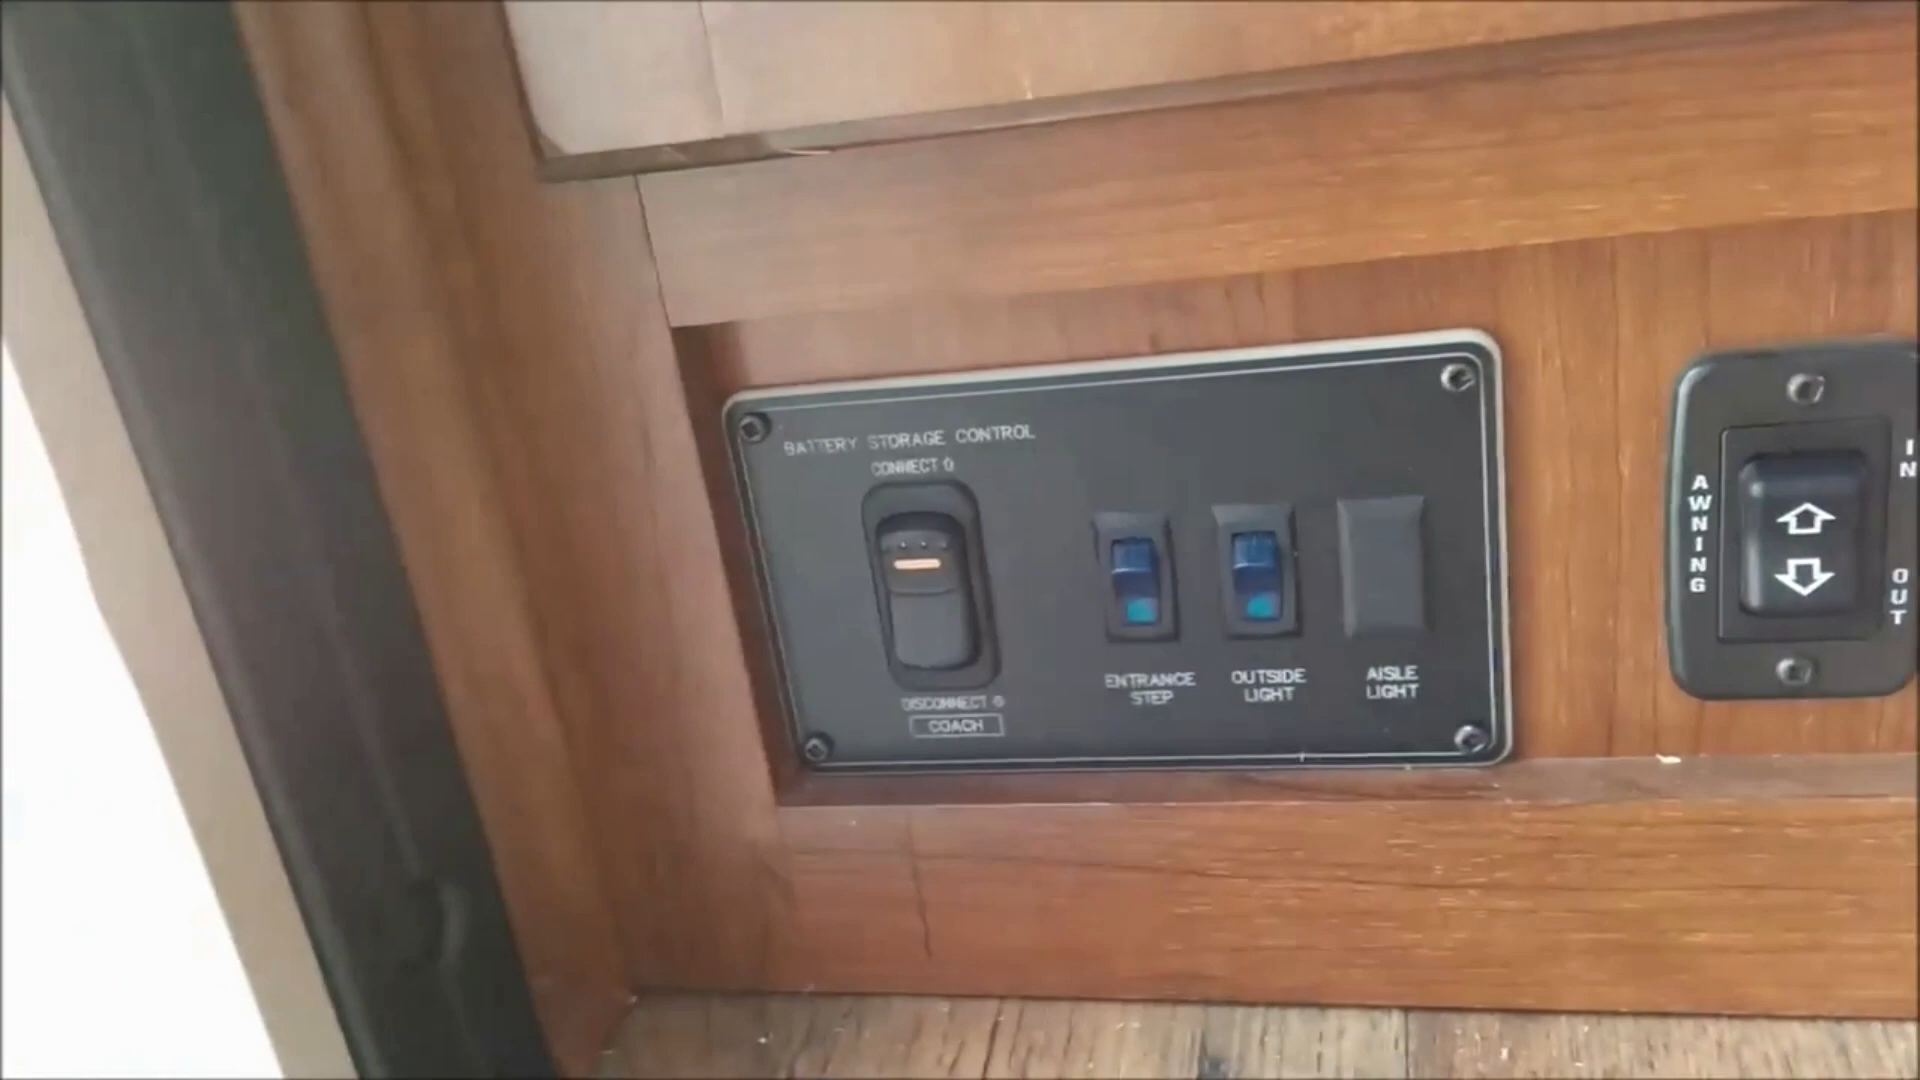 BATTERY STORAGE CONTROL
CONNECT
DISCONNECT
COACH
ENTRANCE
STEP
OUTSIDE
LIGHT
AISLE
LIGHT
AWNING
IN
OUT